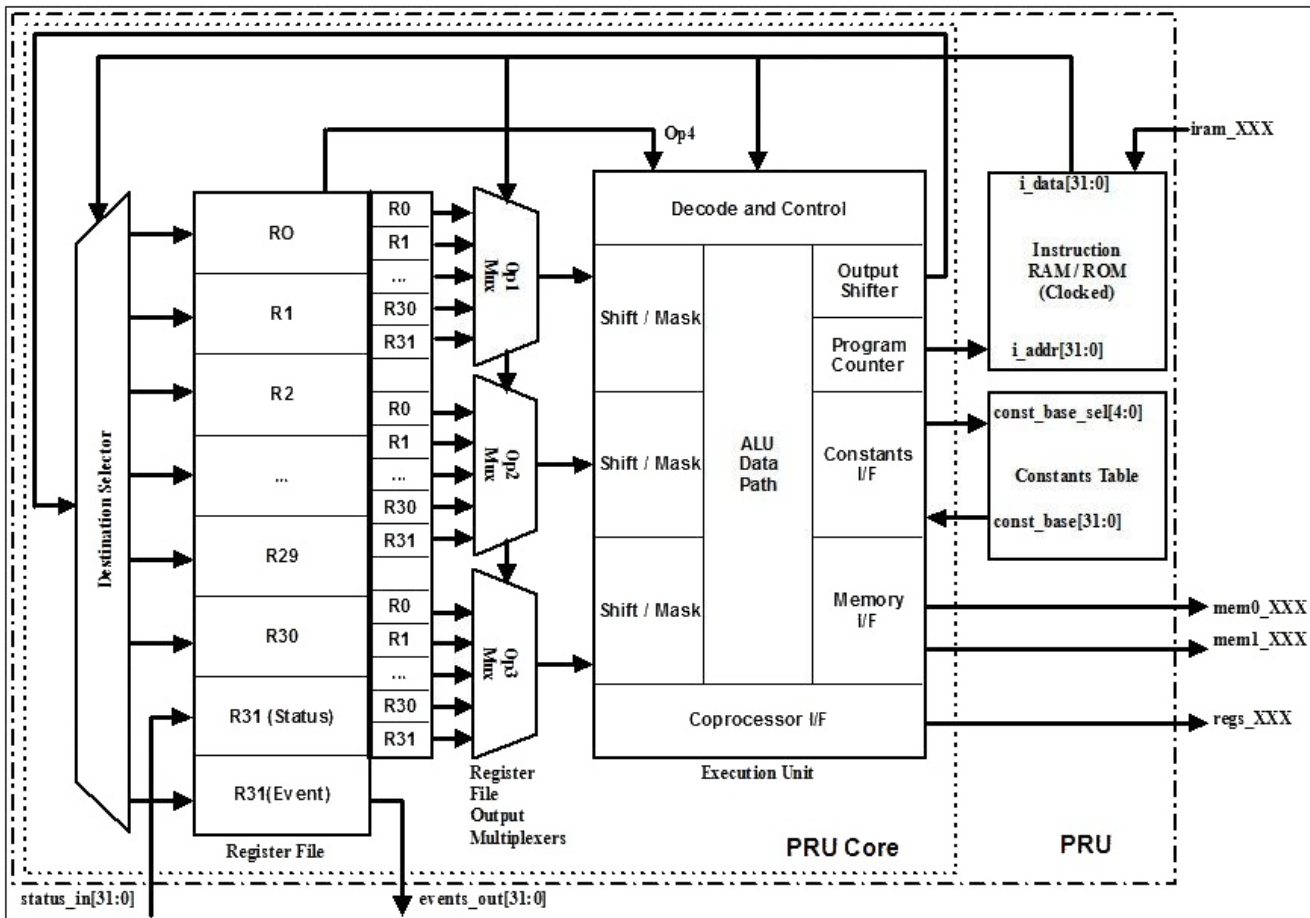 Op4
iram_XXX
Destination Selector
RO
R1
R2
...
R29
R30
R31 (Status)
R31(Event)
Register File
R0
R1
...
R30
R31
R0
R1
...
R30
R31
R0
R1
...
R30
R31
Op1
Mux
Op2
Mux
Op3
Mux
Register
File
Output
Multiplexers
Decode and Control
Shift / Mask
Shift / Mask
Shift / Mask
ALU
Data
Path
Output
Shifter
Program
Counter
Constants
I/F
Memory
I/F
Coprocessor I/F
Execution Unit
i_data[31:0]
Instruction
RAM / ROM
(Clocked)
i_addr[31:0]
const_base_sel[4:0]
Constants Table
const_base[31:0]
mem0_XXX
mem1_XXX
regs_XXX
PRU Core
PRU
status_in[31:0]
events_out[31:0]